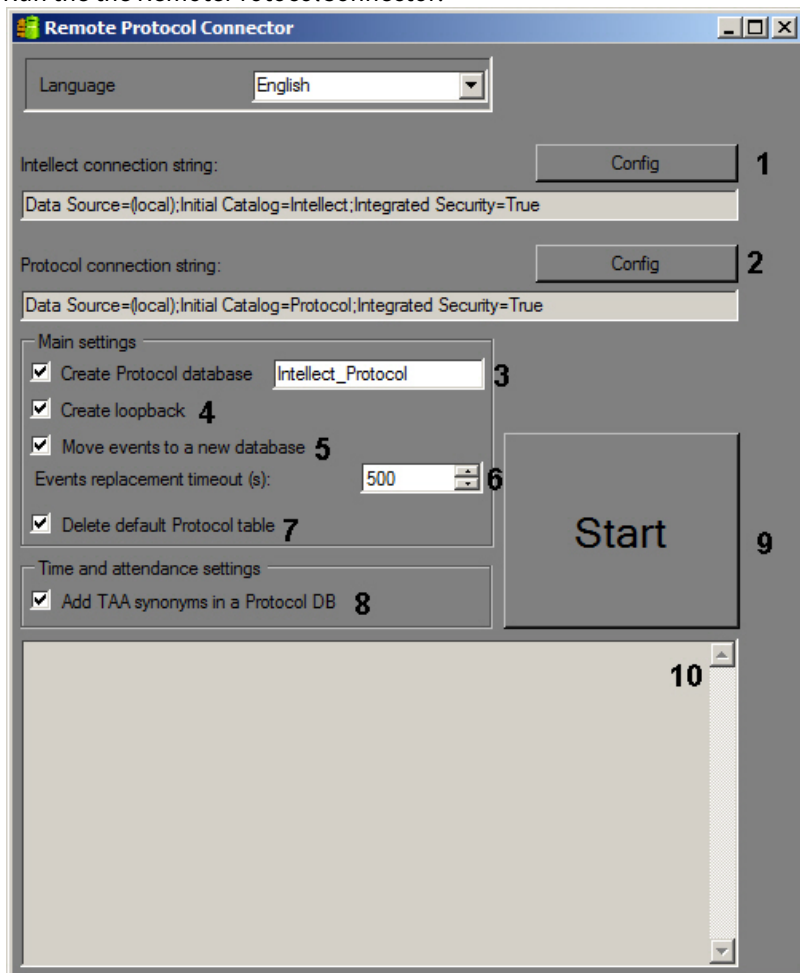 Run the the RemoteProtocolConnector.
Remote Protocol Connector
Language English
Intellect connection string: Config 1
Data Source=(local);Initial Catalog=Intellect;Integrated Security=True
Protocol connection string: Config 2
Data Source=(local);Initial Catalog=Protocol;Integrated Security=True
Main settings
Create Protocol database Intellect_Protocol 3
Create loopback 4
Move events to a new database 5
Events replacement timeout (s): 500 6
Delete default Protocol table 7
Start 9
Time and attendance settings
Add TAA synonyms in a Protocol DB 8
10